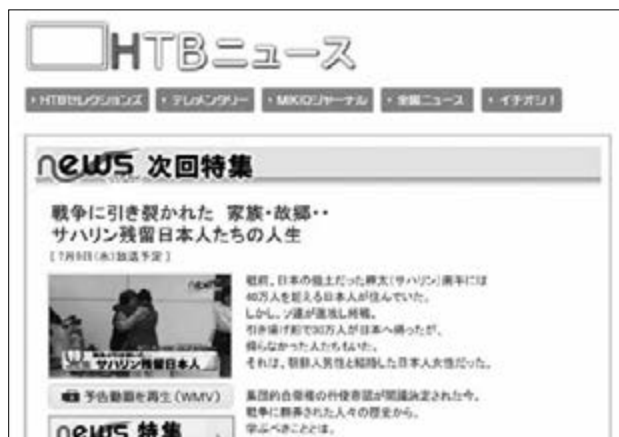 HTBニュース
HTBセレクションズ テレメンタリー MIKIOジャーナル 全国ニュース イチオシ!
news 次回特集
戦争に引き裂かれた 家族・故郷・・
サハリン残留日本人たちの人生
[7月9日(水)放送予定]
戦前、日本の領土だった樺太(サハリン)南半には
40万人を超える日本人が住んでいた。
しかし、ソ連が進攻し終戦。
引き揚げ船で30万人が日本へ帰ったが、
帰らなかった人たちもいた。
それは、朝鮮人男性と結婚した日本人女性だった。
news
サハリン残留日本人
予告動画を再生(WMV)
集団的自衛権の行使容認が閣議決定された今。
戦争に翻弄された人々の歴史から、
学ぶべきこととは。
news 特集